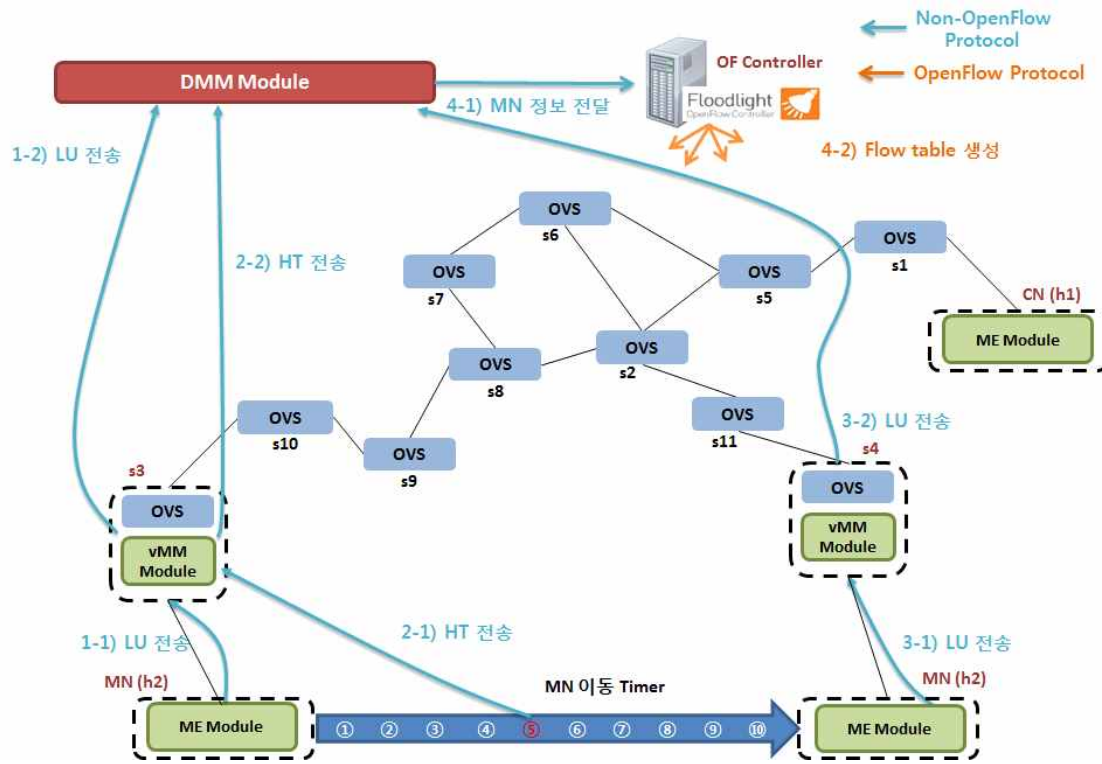 Non-OpenFlow
Protocol
OpenFlow Protocol
OF Controller
DMM Module
Floodlight
OpenFlow Controller
4-1) MN 정보 전달
4-2) Flow table 생성
1-2) LU 전송
2-2) HT 전송
OVS
s6
OVS
s1
OVS
s7
OVS
s5
CN (h1)
ME Module
OVS
s2
OVS
s8
OVS
s10
OVS
s11
OVS
s9
3-2) LU 전송
s3
s4
OVS
vMM
Module
OVS
vMM
Module
1-1) LU 전송
2-1) HT 전송
3-1) LU 전송
MN (h2)
MN 이동 Timer
MN (h2)
ME Module
① ② ③ ④ ⑤ ⑥ ⑦ ⑧ ⑨ ⑩
ME Module